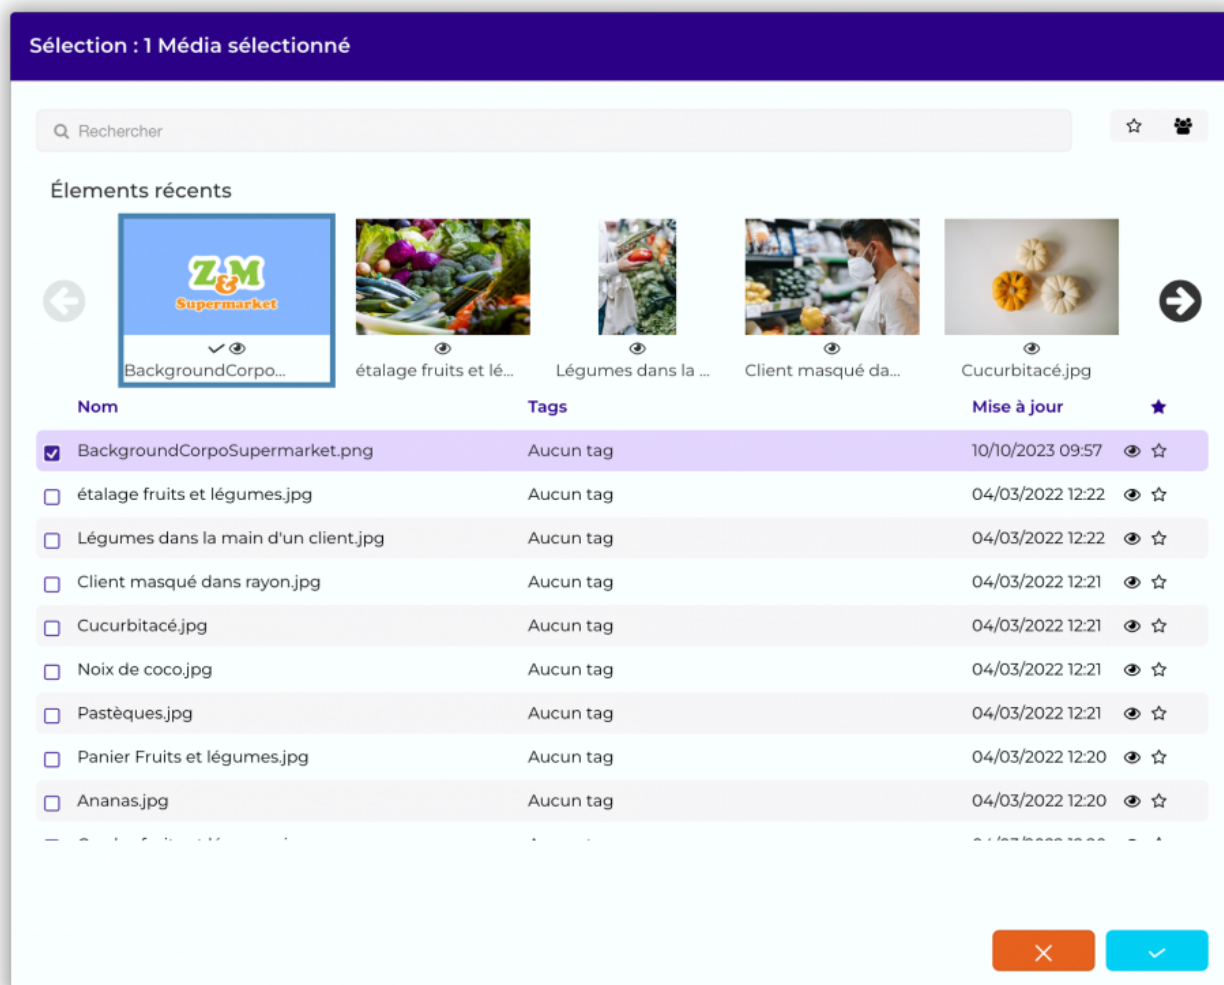 Sélection : 1 Média sélectionné
Rechercher
Élements récents
Z&M
Supermarket
BackgroundCorpo...
étalage fruits et lé...
Légumes dans la ...
Client masqué da...
Cucurbitacé.jpg
Nom Tags Mise à jour
BackgroundCorpoSupermarket.png Aucun tag 10/10/2023 09:57
étalage fruits et légumes.jpg Aucun tag 04/03/2022 12:22
Légumes dans la main d'un client.jpg Aucun tag 04/03/2022 12:22
Client masqué dans rayon.jpg Aucun tag 04/03/2022 12:21
Cucurbitacé.jpg Aucun tag 04/03/2022 12:21
Noix de coco.jpg Aucun tag 04/03/2022 12:21
Pastèques.jpg Aucun tag 04/03/2022 12:21
Panier Fruits et légumes.jpg Aucun tag 04/03/2022 12:20
Ananas.jpg Aucun tag 04/03/2022 12:20